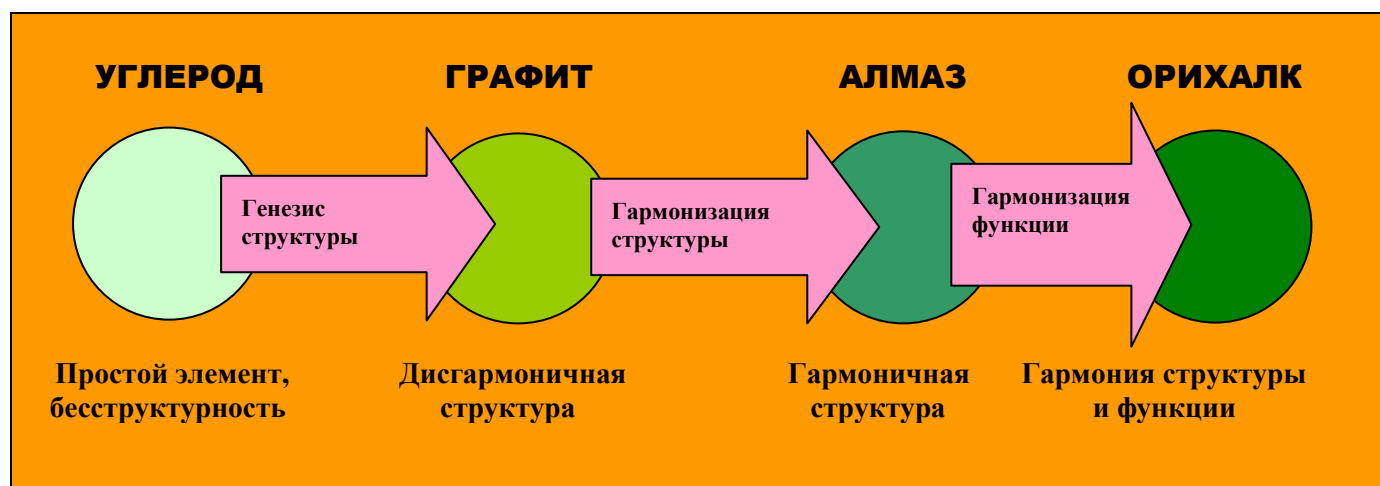 УГЛЕРОД
ГРАФИТ
АЛМАЗ
ОРИХАЛК
Генезис
структуры
Гармонизация
структуры
Гармонизация
функции
Простой элемент,
бесструктурность
Дисгармоничная
структура
Гармоничная
структура
Гармония структуры
и функции